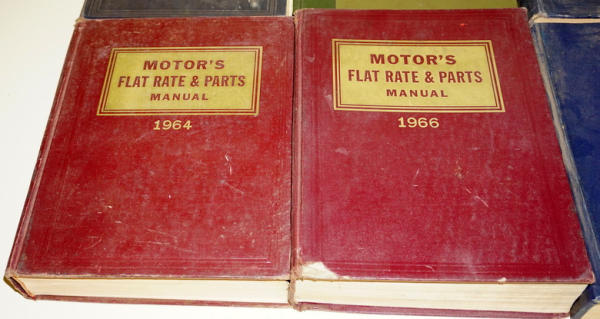 MOTOR'S
FLAT RATE & PARTS
MANUAL
1964
MOTOR'S
FLAT RATE & PARTS
MANUAL
1966